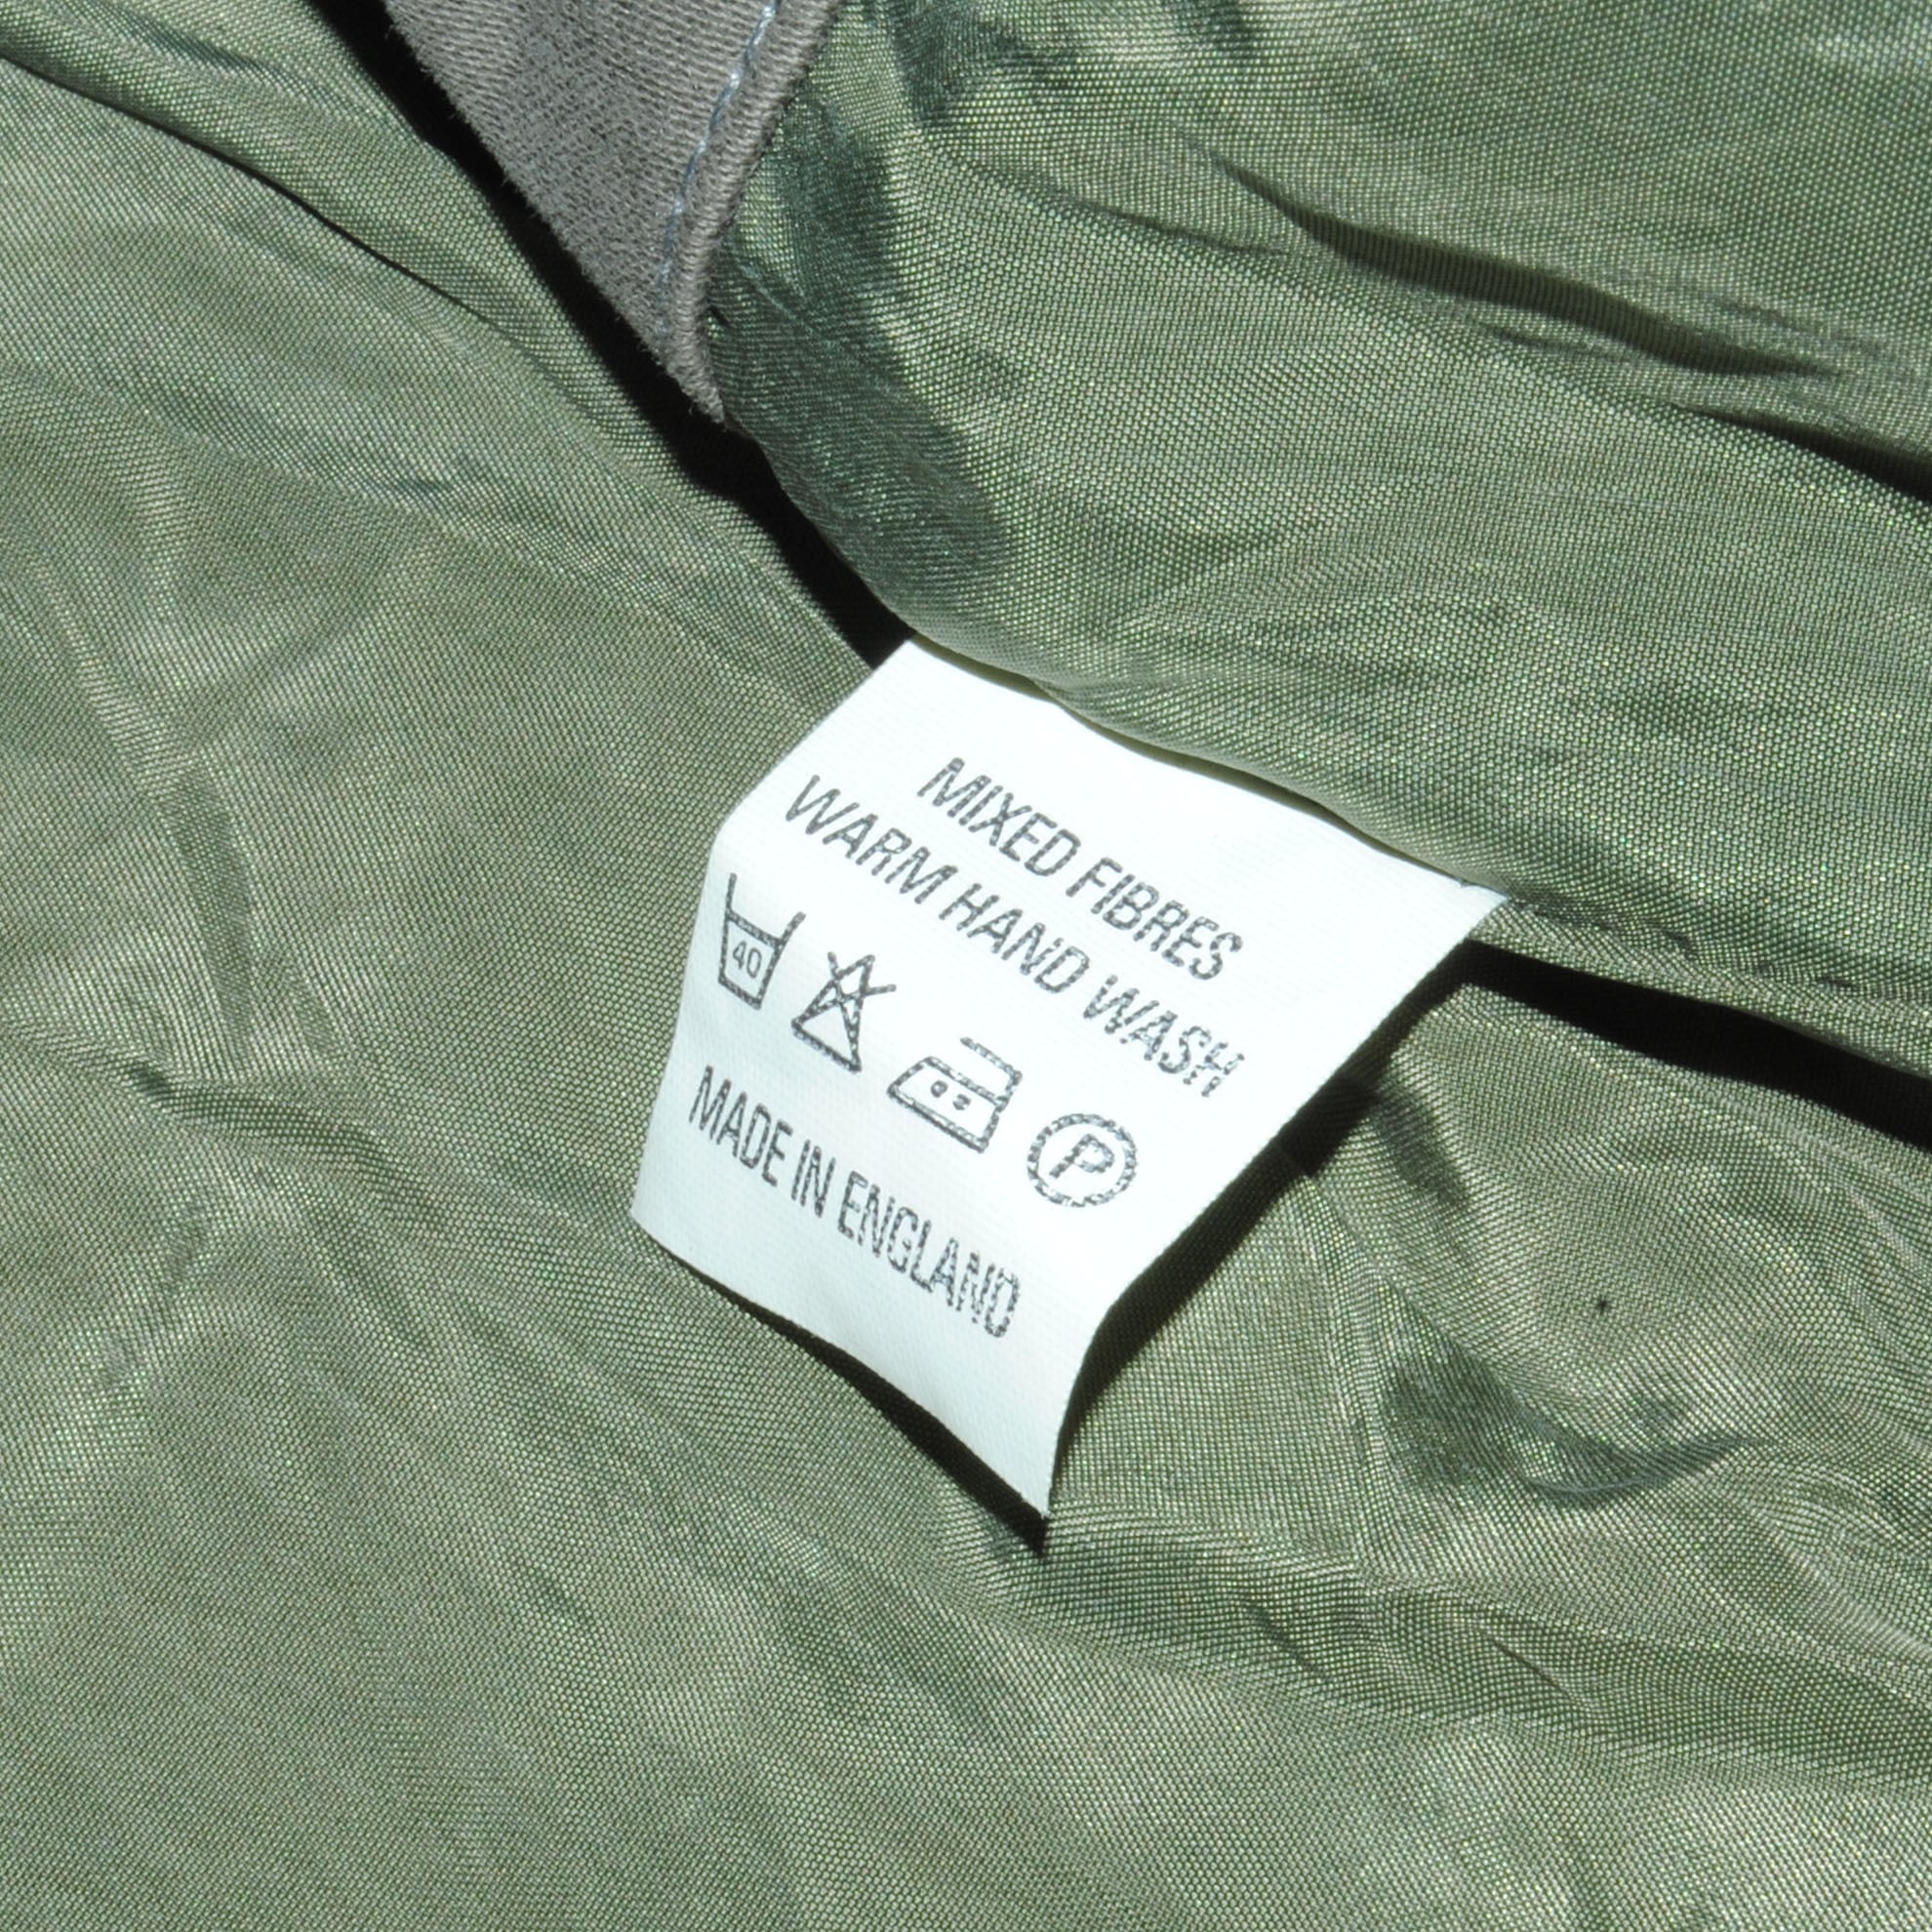 MIXED FIBRES
WARM HAND WASH
40 P
MADE IN ENGLAND